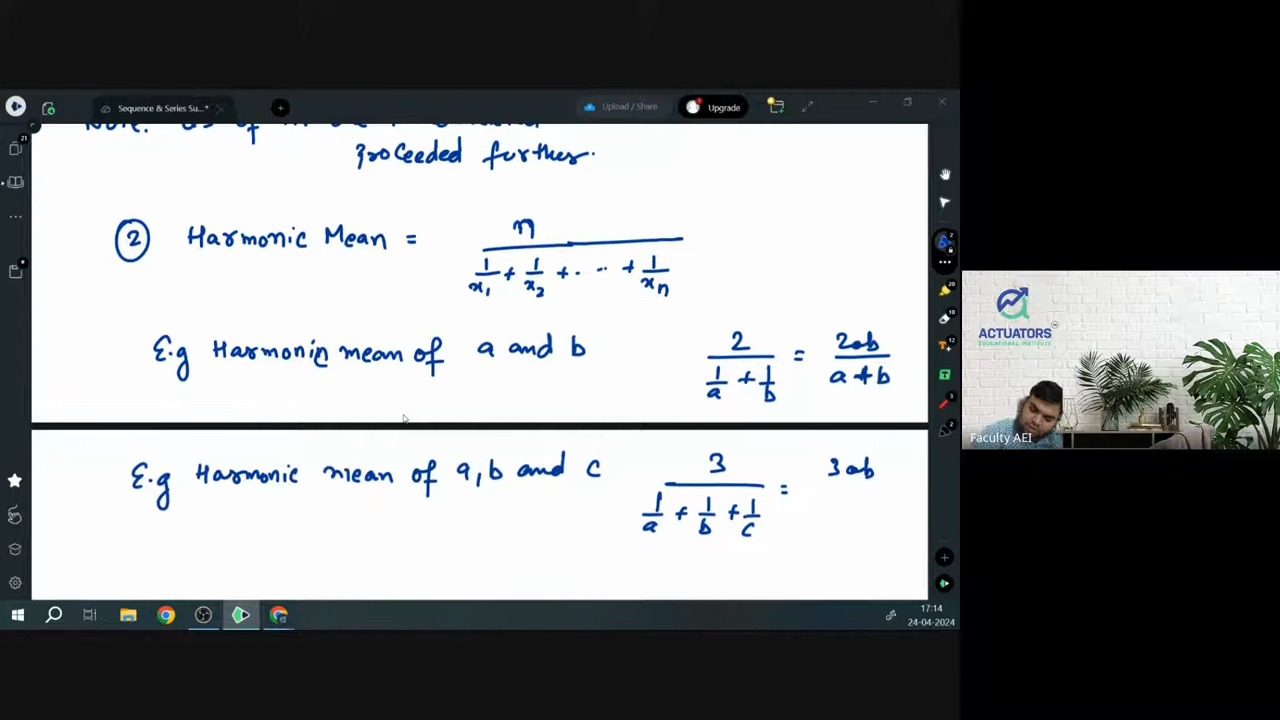 Sequence & Series Su...*
Upload / Share
Upgrade
Note:
proceeded further.
② Harmonic Mean = n / (1/x₁ + 1/x₂ + ... + 1/xₙ)
E.g Harmonin mean of a and b 2 / (1/a + 1/b) = 2ab / (a + b)
E.g Harmonic mean of a, b and c 3 / (1/a + 1/b + 1/c) = 3ab
ACTUATORS
EDUCATIONAL INSTITUTE
Faculty AEI
17:14
24-04-2024